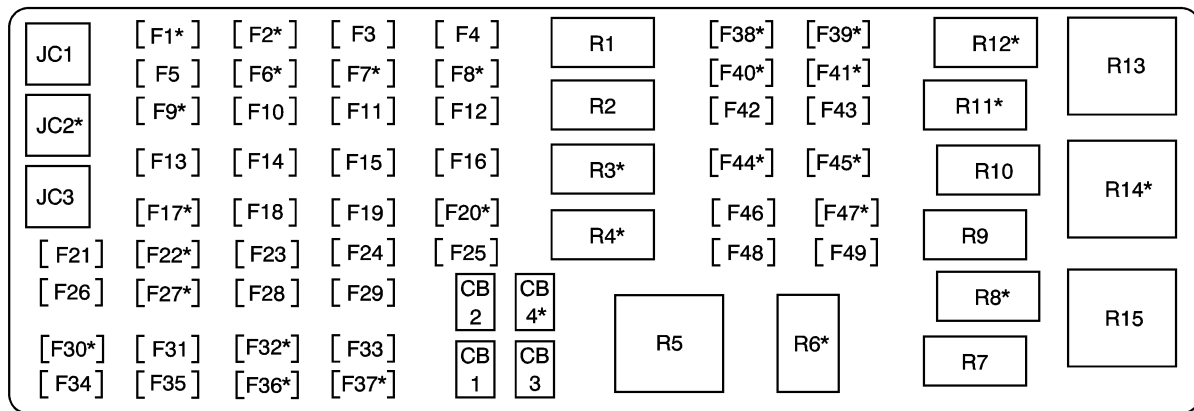 JC1 F1* F2* F3 F4 R1 F38* F39* R12* R13
F5 F6* F7* F8* F40* F41*
JC2* F9* F10 F11 F12 R2 F42 F43 R11*
F13 F14 F15 F16 R3* F44* F45* R10
JC3 F17* F18 F19 F20* F46 F47* R14*
F21 F22* F23 F24 F25 R4* F48 F49 R9
F26 F27* F28 F29 CB 2 CB 4* R8*
F30* F31 F32* F33 R5 R6* R7 R15
F34 F35 F36* F37* CB 1 CB 3